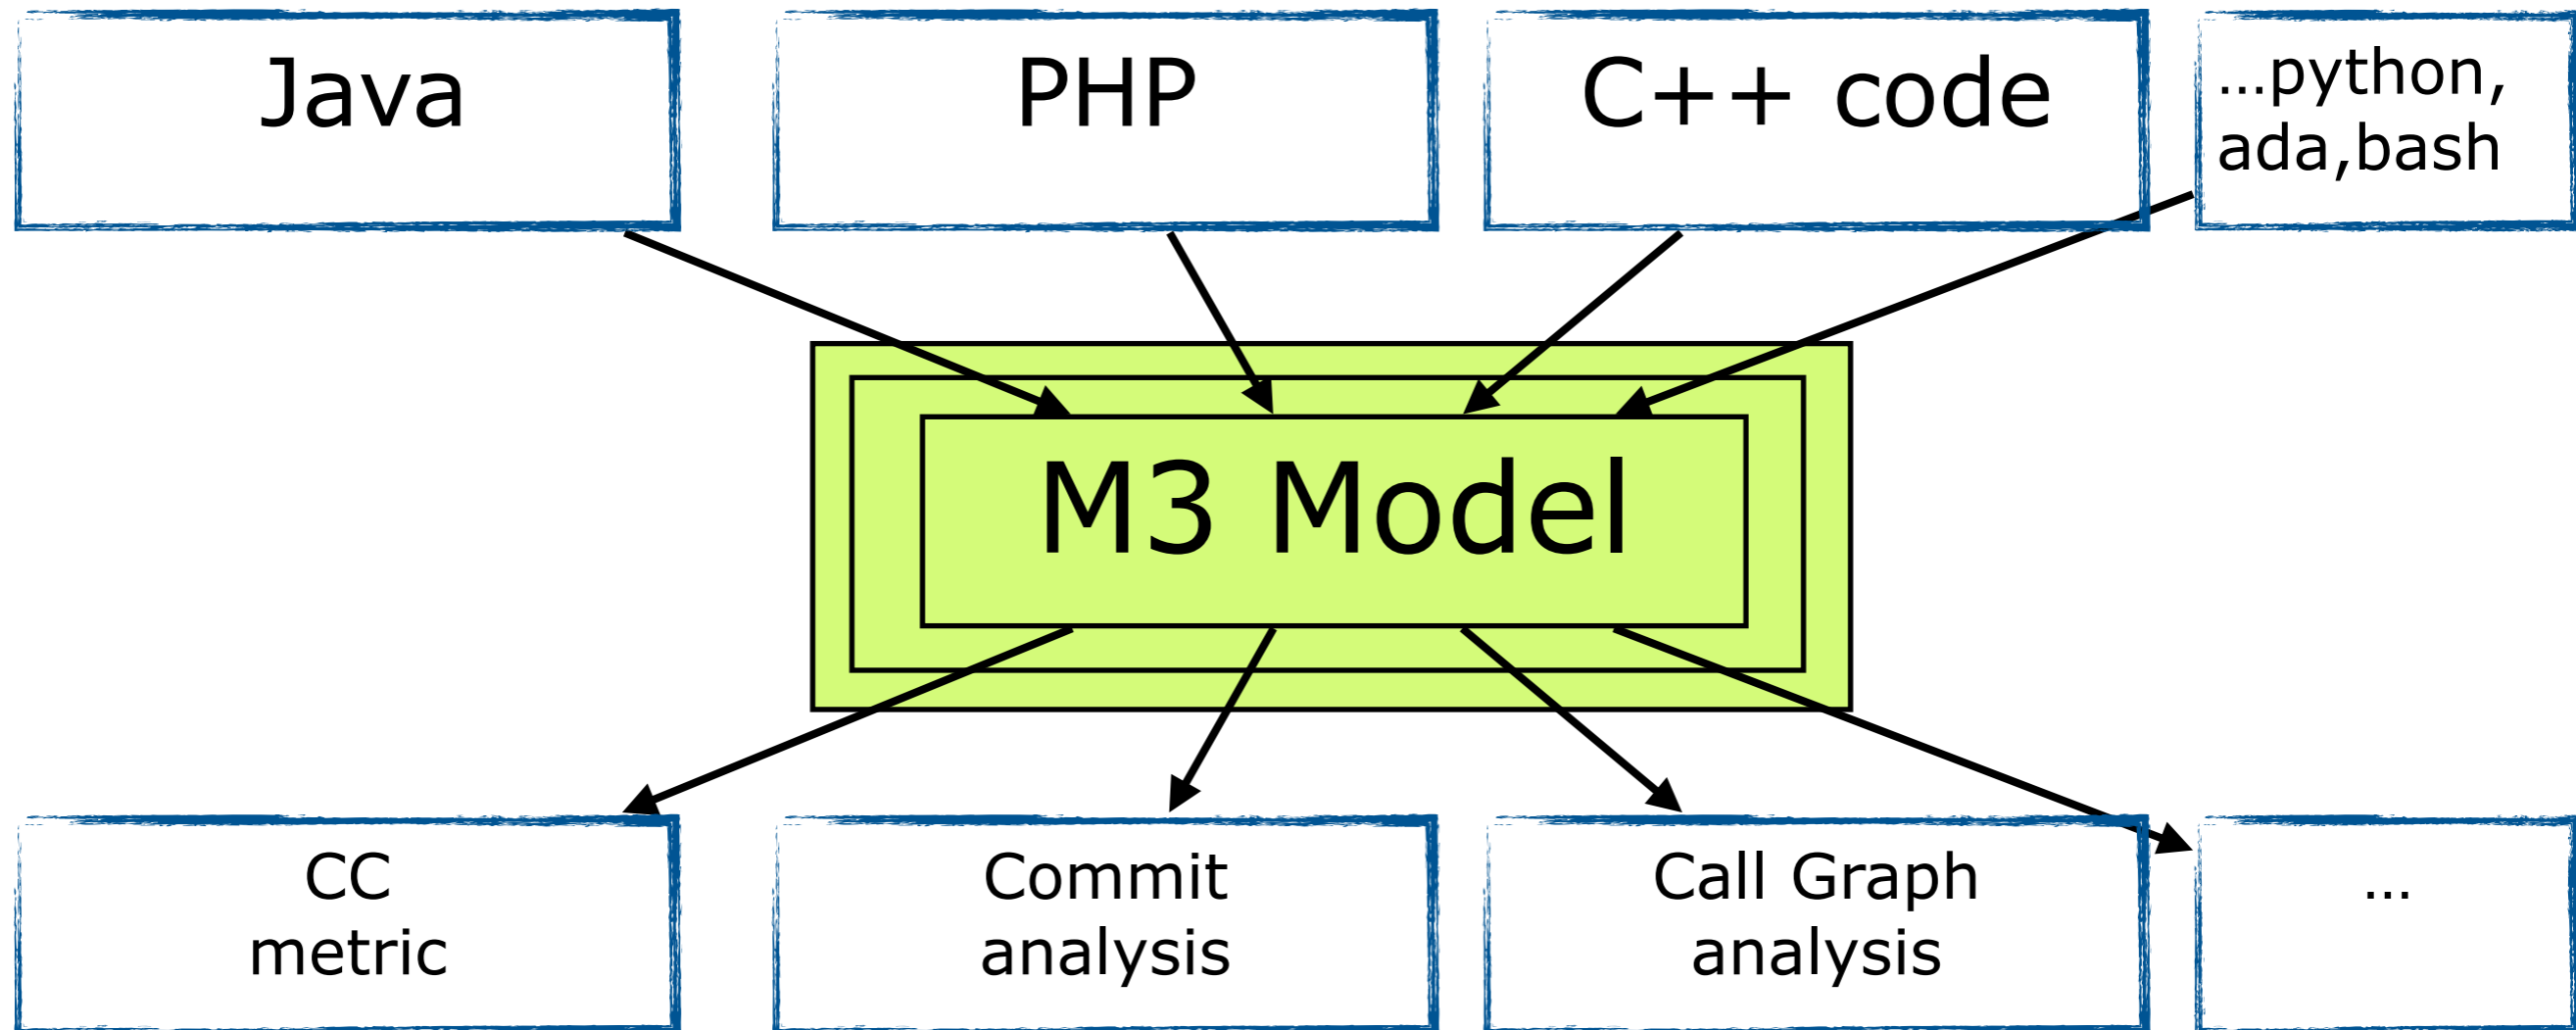 Java
PHP
C++ code
...python,
ada,bash
M3 Model
CC
metric
Commit
analysis
Call Graph
analysis
...